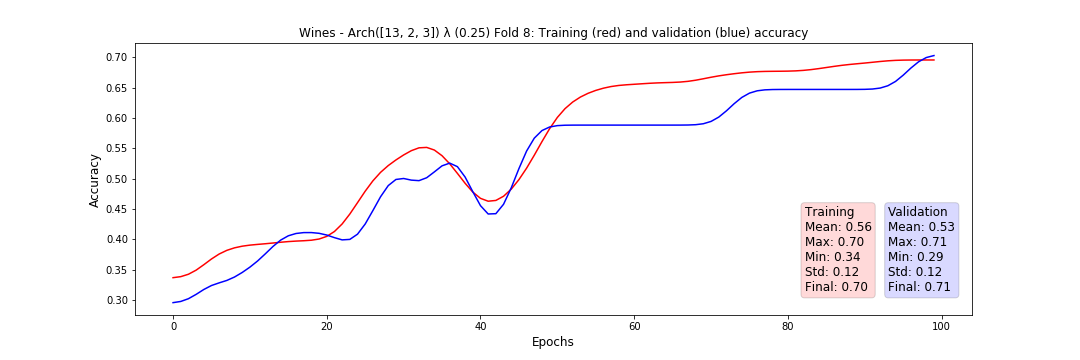 Wines - Arch([13, 2, 3]) λ (0.25) Fold 8: Training (red) and validation (blue) accuracy
Accuracy
0.70
0.65
0.60
0.55
0.50
0.45
0.40
0.35
0.30
Training
Mean: 0.56
Max: 0.70
Min: 0.34
Std: 0.12
Final: 0.70
Validation
Mean: 0.53
Max: 0.71
Min: 0.29
Std: 0.12
Final: 0.71
0 20 40 60 80 100
Epochs